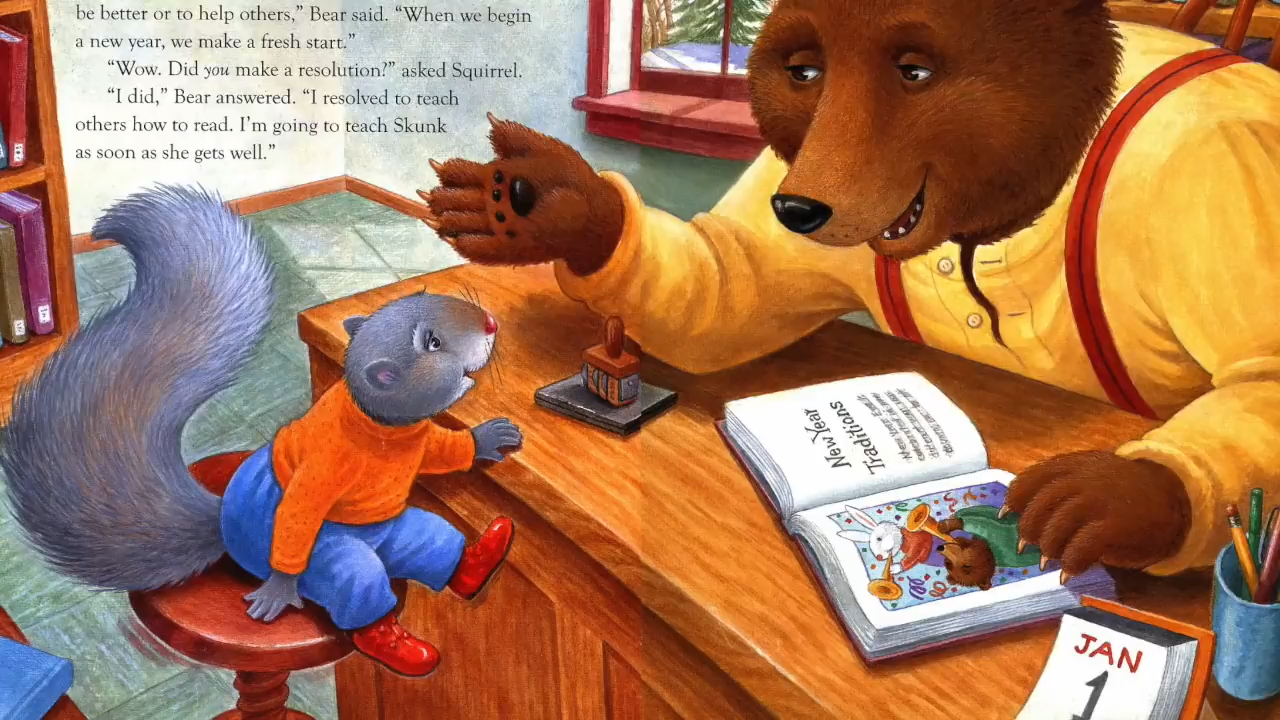 be better or to help others,” Bear said. “When we begin
a new year, we make a fresh start.”
“Wow. Did you make a resolution?” asked Squirrel.
“I did,” Bear answered. “I resolved to teach
others how to read. I’m going to teach Skunk
as soon as she gets well.”
New Year
Traditions
JAN
1